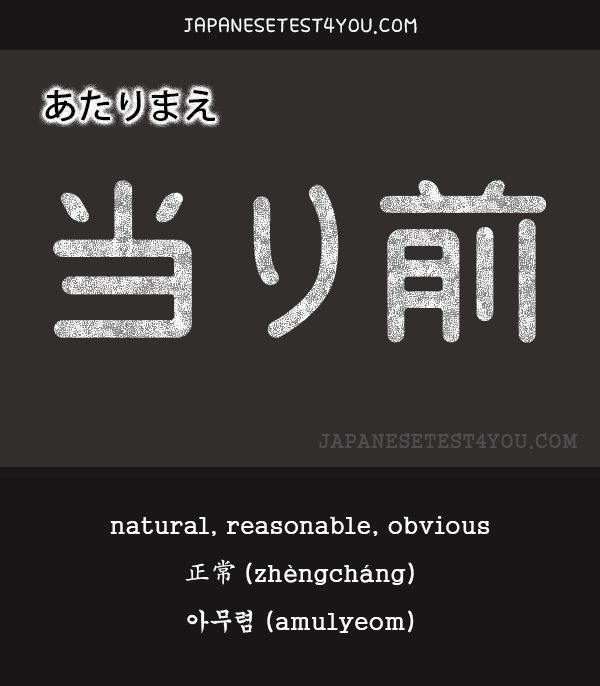 JAPANESETEST4YOU.COM
あたりまえ
当り前
JAPANESETEST4YOU.COM
natural, reasonable, obvious
正常 (zhèngcháng)
아무렴 (amulyeom)